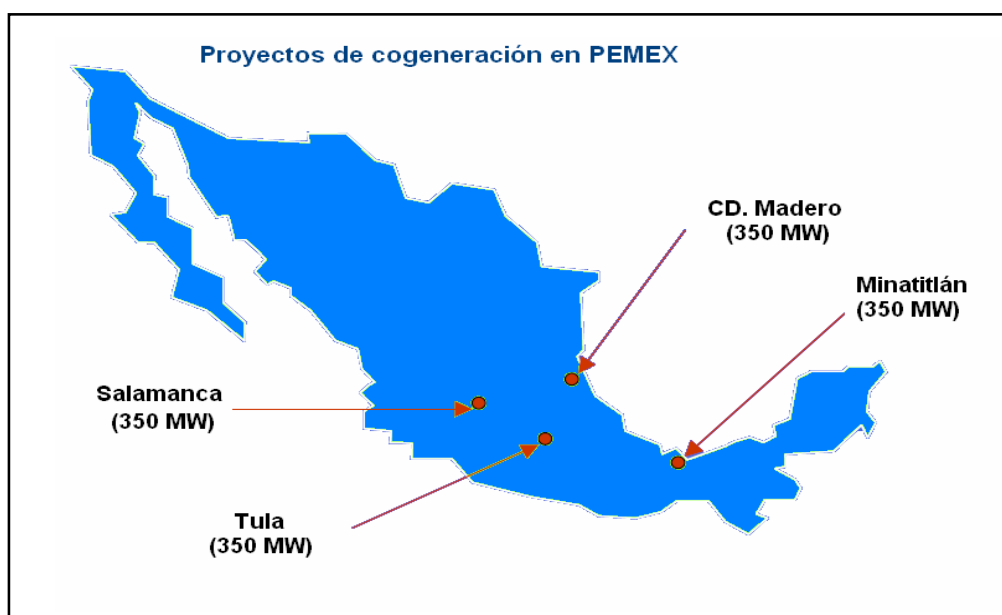 Proyectos de cogeneración en PEMEX
CD. Madero
(350 MW)
Minatitlán
(350 MW)
Salamanca
(350 MW)
Tula
(350 MW)